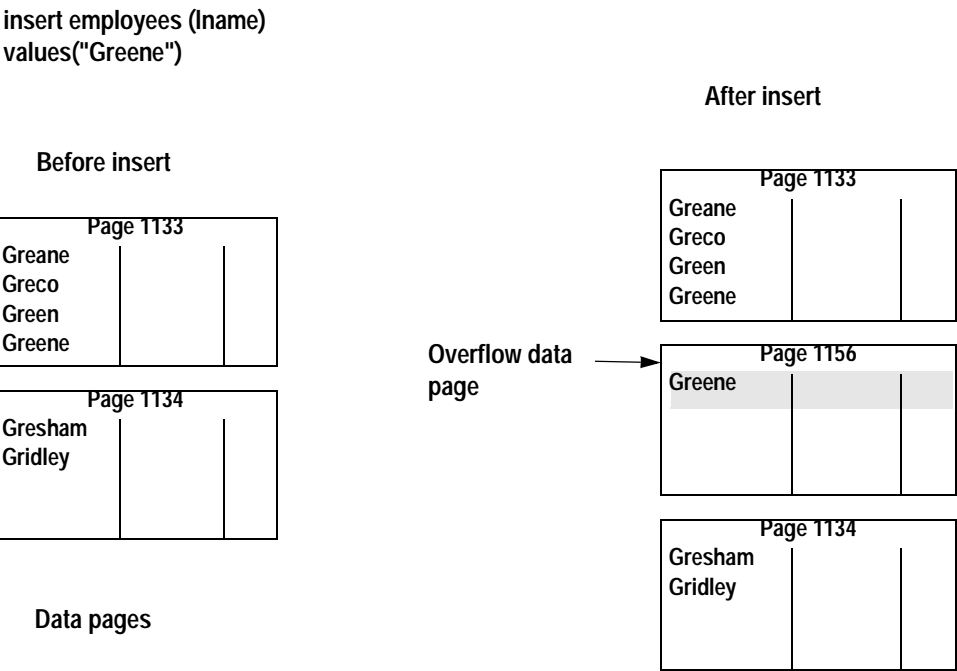 insert employees (lname)
values("Greene")
Before insert
Page 1133
Greane
Greco
Green
Greene
Page 1134
Gresham
Gridley
Data pages
After insert
Page 1133
Greane
Greco
Green
Greene
Overflow data
page
Page 1156
Greene
Page 1134
Gresham
Gridley